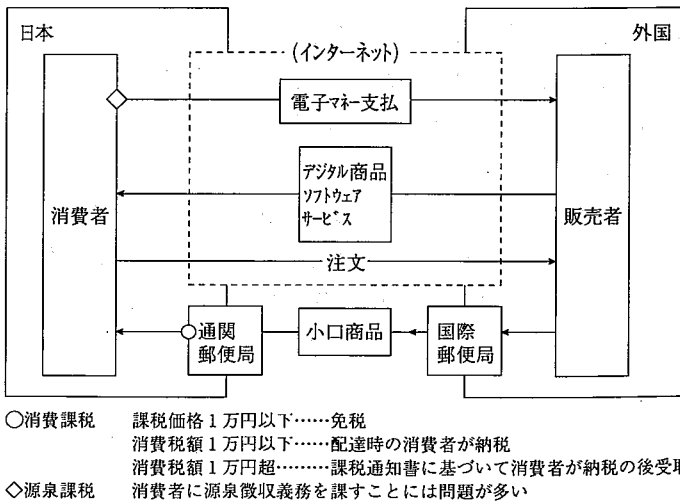 日本
外国
(インターネット)
電子マネー支払
デジタル商品
ソフトウェア
サービス
消費者
販売者
注文
通関
郵便局
小口商品
国際
郵便局
○消費課税 課税価格1万円以下……免税
消費税額1万円以下……配達時の消費者が納税
消費税額1万円超………課税通知書に基づいて消費者が納税の後受取
◇源泉課税 消費者に源泉徴収義務を課すことには問題が多い